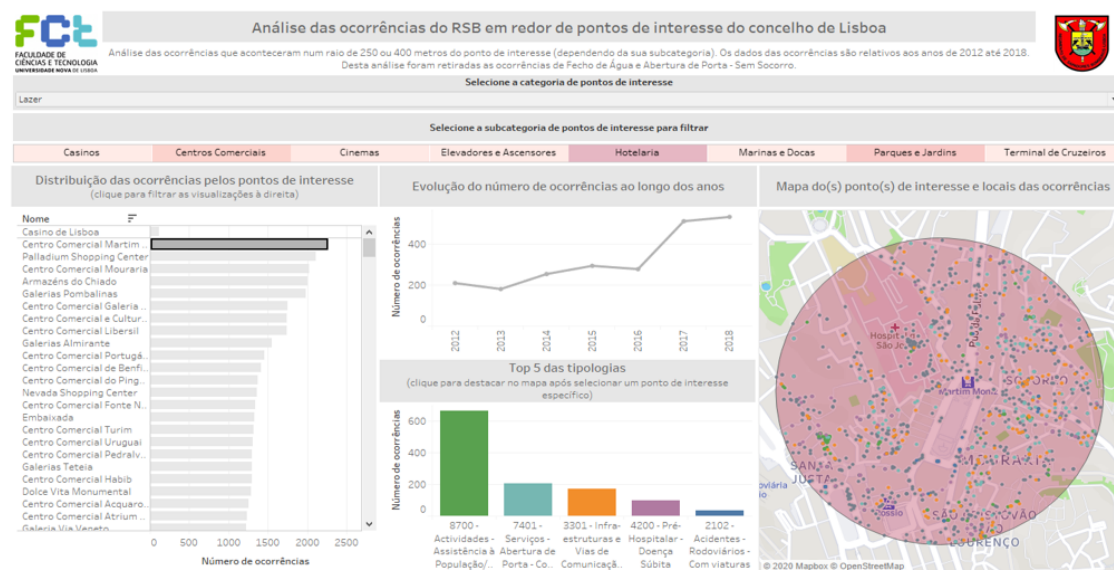 FCt
FACULDADE DE
CIÊNCIAS E TECNOLOGIA
UNIVERSIDADE NOVA DE LISBOA
Análise das ocorrências do RSB em redor de pontos de interesse do concelho de Lisboa
Análise das ocorrências que aconteceram num raio de 250 ou 400 metros do ponto de interesse (dependendo da sua subcategoria). Os dados das ocorrências são relativos aos anos de 2012 até 2018.
Desta análise foram retiradas as ocorrências de Fecho de Água e Abertura de Porta - Sem Socorro.
Selecione a categoria de pontos de interesse
Lazer
Selecione a subcategoria de pontos de interesse para filtrar
Casinos Centros Comerciais Cinemas Elevadores e Ascensores Hotelaria Marinas e Docas Parques e Jardins Terminal de Cruzeiros
Distribuição das ocorrências pelos pontos de interesse
(clique para filtrar as visualizações à direita)
Nome
Casino de Lisboa
Centro Comercial Martim ..
Palladium Shopping Center
Centro Comercial Mouraria
Armazéns do Chiado
Galerias Pombalinas
Centro Comercial Galeria ..
Centro Comercial e Cultur..
Centro Comercial Libersil
Galerias Almirante
Centro Comercial Portugá..
Centro Comercial de Benfi..
Centro Comercial do Ping..
Nevada Shopping Center
Centro Comercial Fonte N..
Embaixada
Centro Comercial Turim
Centro Comercial Uruguai
Centro Comercial Pedralv..
Galerias Teteia
Centro Comercial Habib
Dolce Vita Monumental
Centro Comercial Acquaro..
Centro Comercial Atrium ..
Galeria Via Veneto
0 500 1000 1500 2000 2500
Número de ocorrências
Evolução do número de ocorrências ao longo dos anos
Número de ocorrências
400
200
0
2012 2013 2014 2015 2016 2017 2018
Top 5 das tipologias
(clique para destacar no mapa após selecionar um ponto de interesse
específico)
Número de ocorrências
600
400
200
0
8700 -
Actividades -
Assistência à
População/..
7401 -
Serviços -
Abertura de
Porta - Co..
3301 - Infra-
estruturas e
Vias de
Comunicaçã..
4200 - Pré-
Hospitalar -
Doença
Súbita
2102 -
Acidentes -
Rodoviários -
Com viaturas
Mapa do(s) ponto(s) de interesse e locais das ocorrências
Rua da Palma
Hospital
São Jo
SOCORRO
Martim Moniz
MOURARIA
SANTA
JUSTA
oviária
io
Rossio
SÃO CRISTÓVÃO
LOURENÇO
© 2020 Mapbox © OpenStreetMap